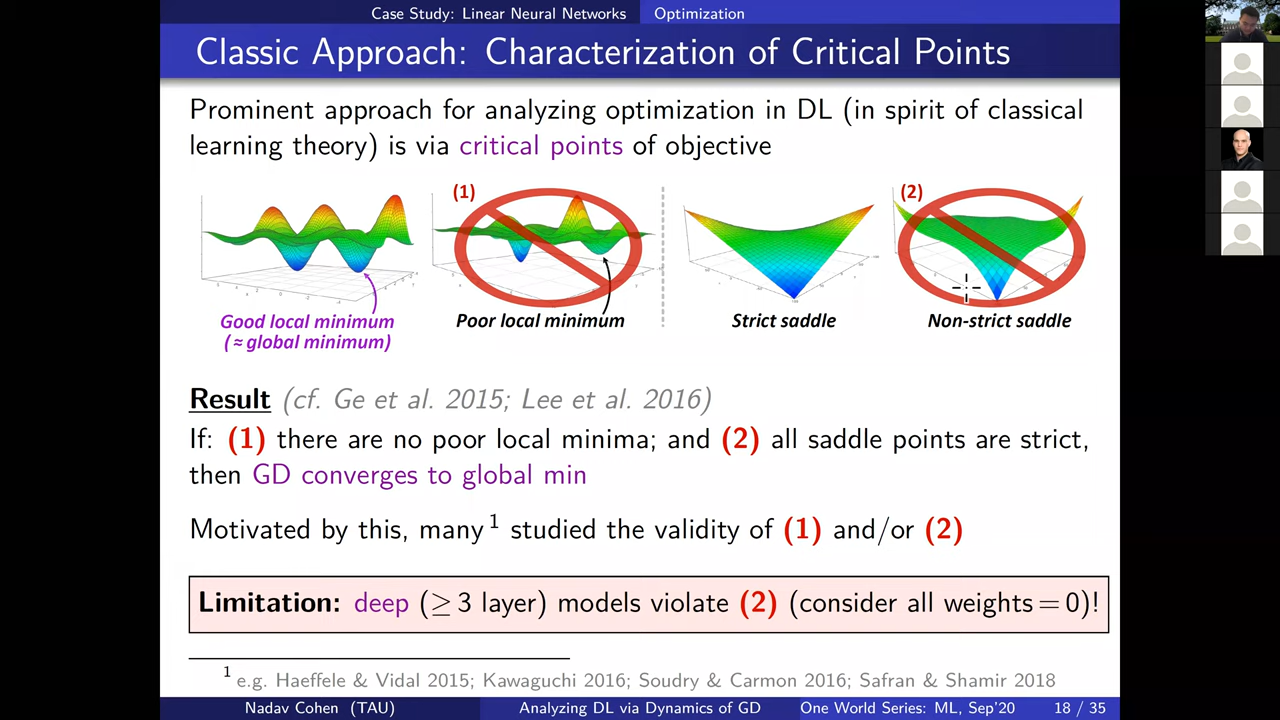 Case Study: Linear Neural Networks Optimization
Classic Approach: Characterization of Critical Points
Prominent approach for analyzing optimization in DL (in spirit of classical
learning theory) is via critical points of objective
(1) (2)
Good local minimum
(≈ global minimum)
Poor local minimum
Strict saddle
Non-strict saddle
Result (cf. Ge et al. 2015; Lee et al. 2016)
If: (1) there are no poor local minima; and (2) all saddle points are strict,
then GD converges to global min
Motivated by this, many¹ studied the validity of (1) and/or (2)
Limitation: deep (≥ 3 layer) models violate (2) (consider all weights = 0)!
¹ e.g. Haeffele & Vidal 2015; Kawaguchi 2016; Soudry & Carmon 2016; Safran & Shamir 2018
Nadav Cohen (TAU) Analyzing DL via Dynamics of GD One World Series: ML, Sep'20 18 / 35